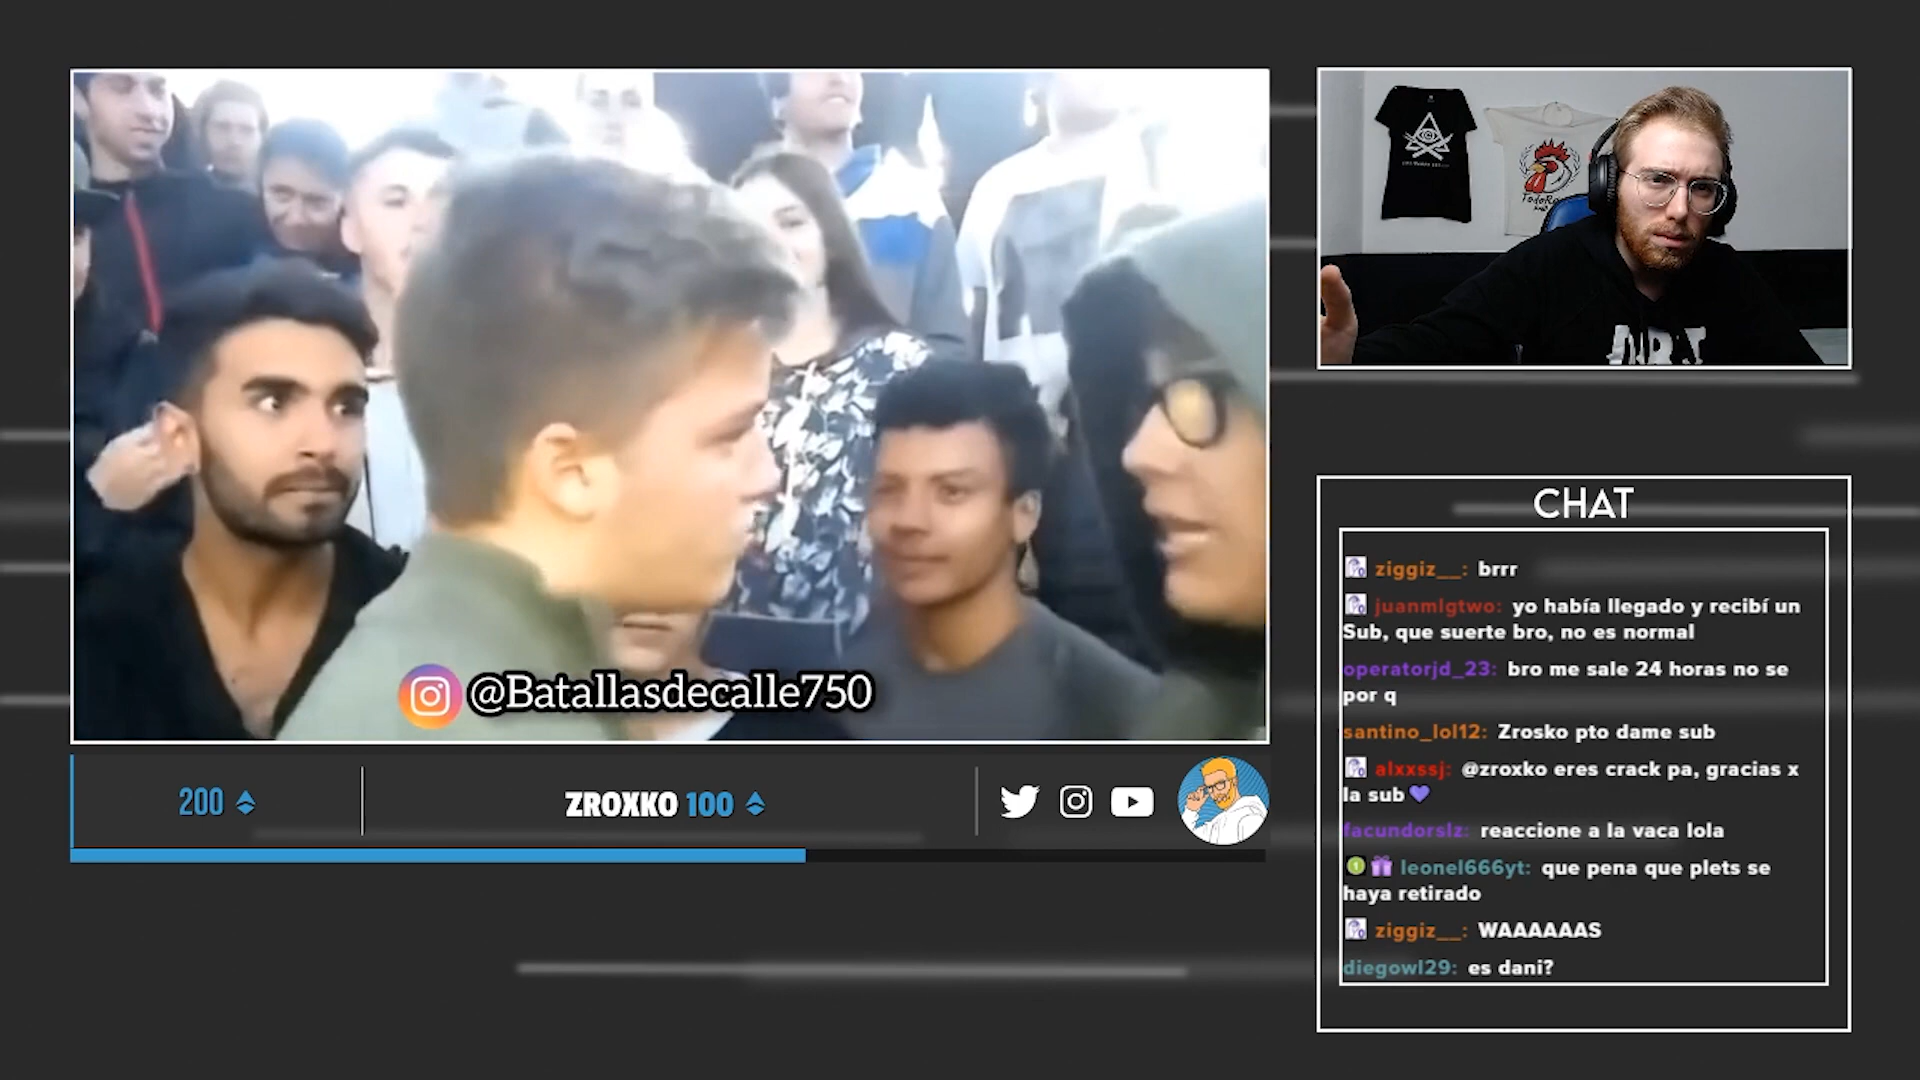 @Batallasdecalle750
200
ZROXKO 100
CHAT
ziggiz__: brrr
juanmlgtwo: yo había llegado y recibí un
Sub, que suerte bro, no es normal
operatorjd_23: bro me sale 24 horas no se
por q
santino_lol12: Zrosko pto dame sub
alxxssj: @zroxko eres crack pa, gracias x
la sub💜
facundorslz: reaccione a la vaca lola
leonel666yt: que pena que plets se
haya retirado
ziggiz__: WAAAAAAS
diegowl29: es dani?